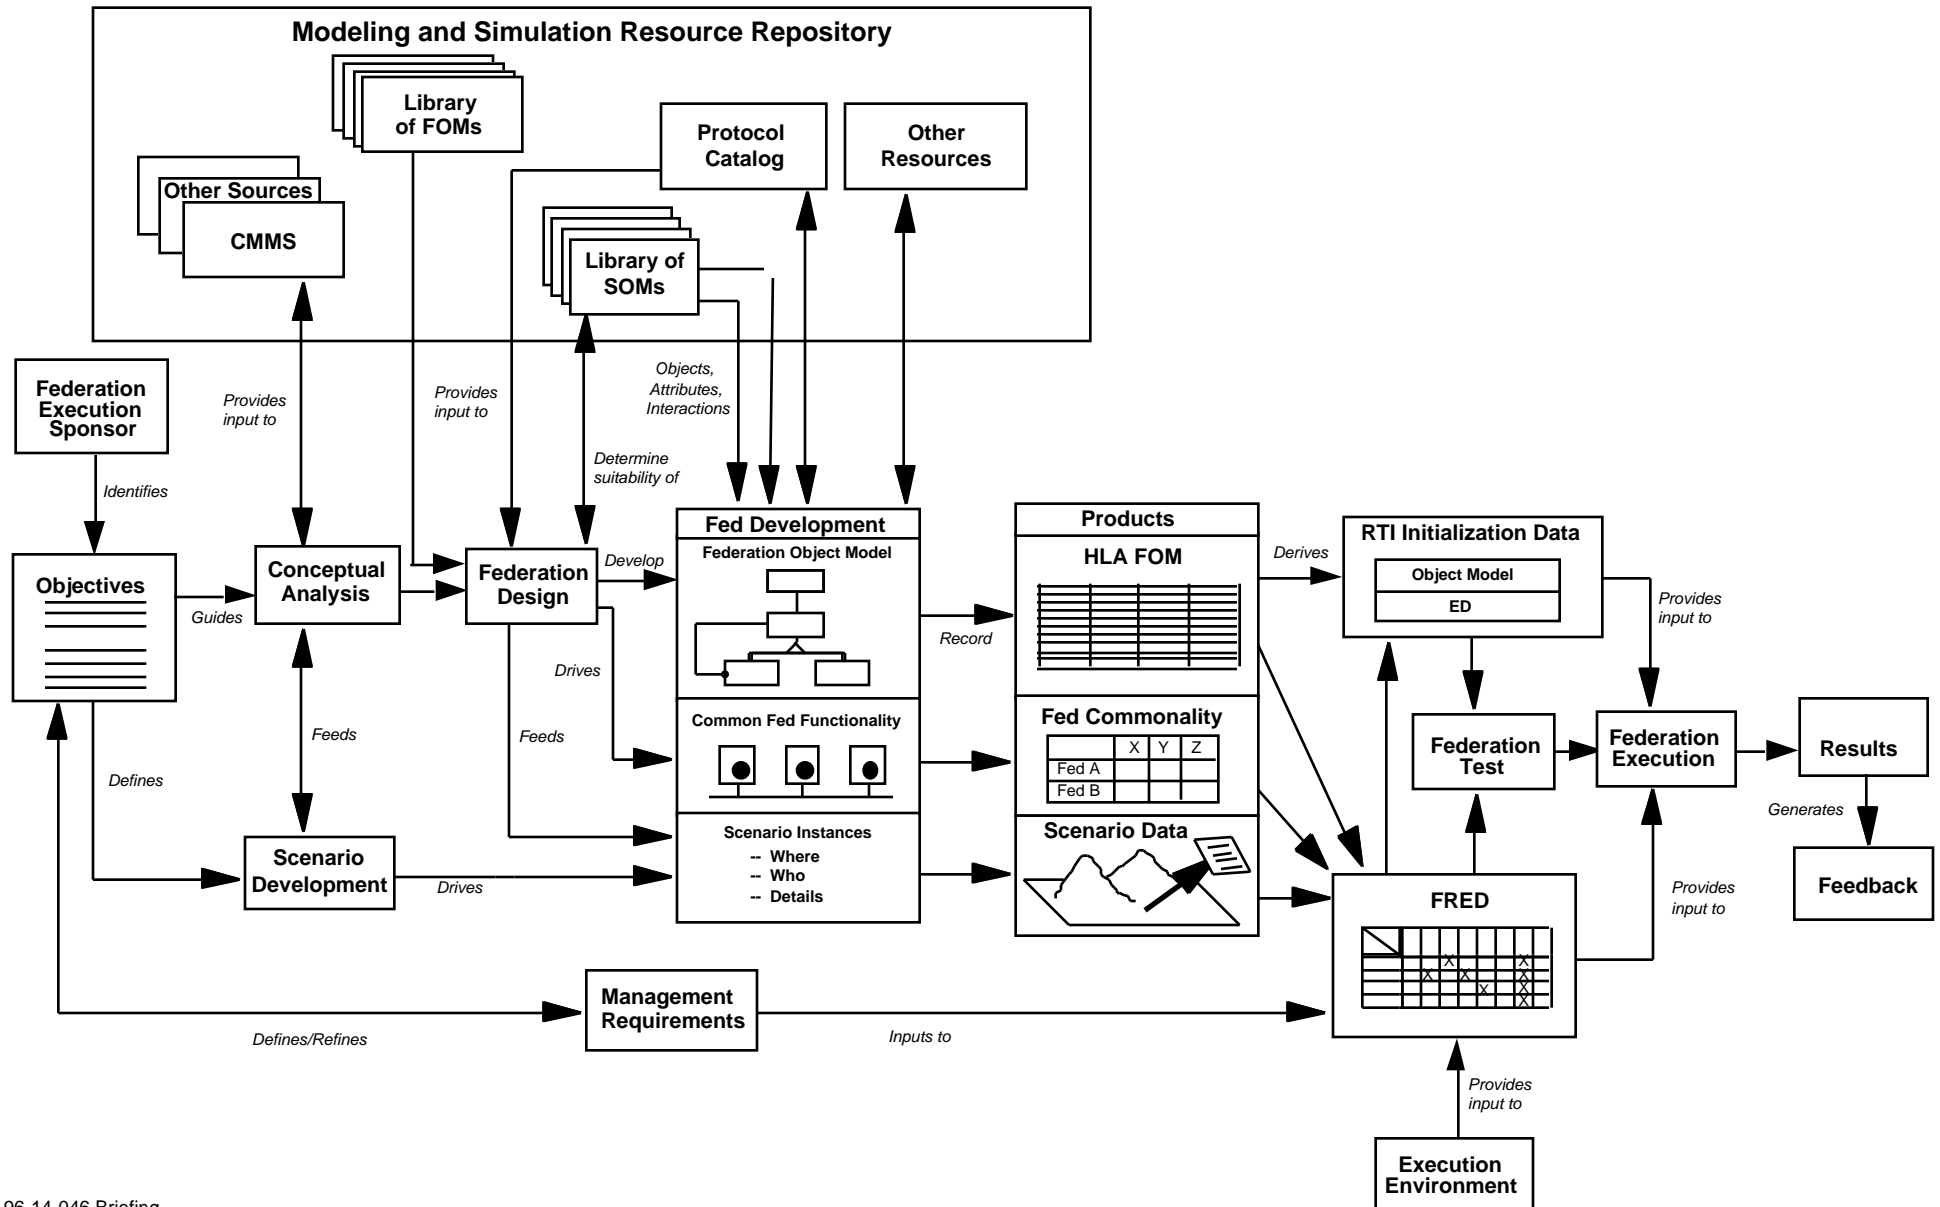 Modeling and Simulation Resource Repository
Library
of FOMs
Protocol
Catalog
Other
Resources
Other Sources
CMMS
Library of
SOMs
Federation
Execution
Sponsor
Provides
input to
Provides
input to
Objects,
Attributes,
Interactions
Determine
suitability of
Identifies
Objectives
Guides
Conceptual
Analysis
Federation
Design
Develop
Drives
Feeds
Feeds
Defines
Scenario
Development
Drives
Fed Development
Federation Object Model
Common Fed Functionality
Scenario Instances
-- Where
-- Who
-- Details
Record
Products
HLA FOM
Fed Commonality
X Y Z
Fed A
Fed B
Scenario Data
Derives
RTI Initialization Data
Object Model
ED
Provides
input to
Federation
Test
Federation
Execution
Results
Generates
Feedback
FRED
X X
X X X
X X
X
Provides
input to
Management
Requirements
Defines/Refines
Inputs to
Provides
input to
Execution
Environment
96-14-046 Briefing